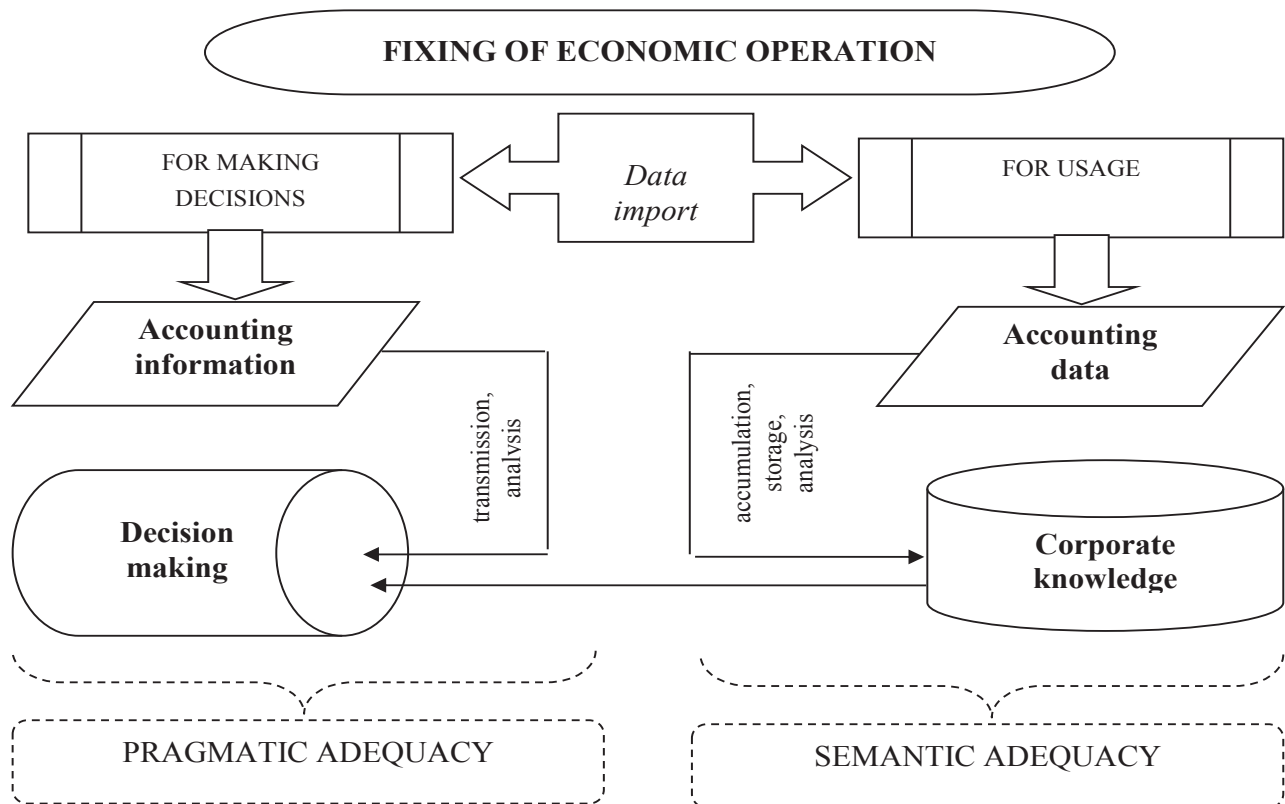 FIXING OF ECONOMIC OPERATION
FOR MAKING
DECISIONS
Data
import
FOR USAGE
Accounting
information
Accounting
data
transmission,
analysis
accumulation,
storage,
analysis
Decision
making
Corporate
knowledge
PRAGMATIC ADEQUACY
SEMANTIC ADEQUACY